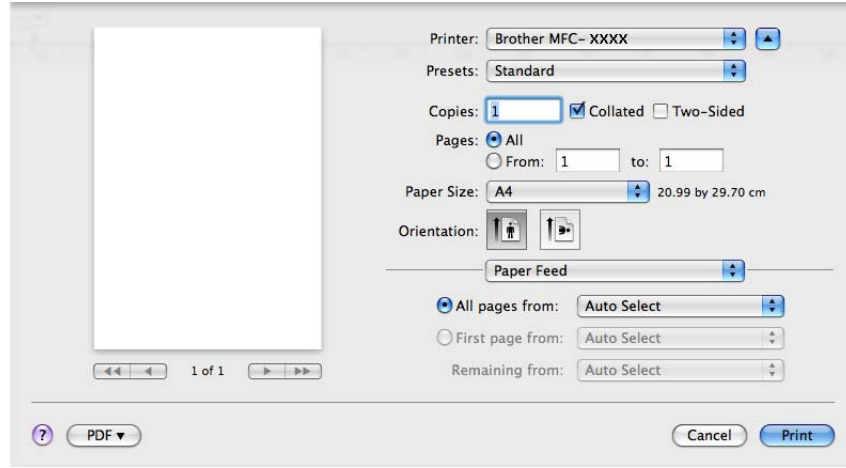 Printer: Brother MFC- XXXX
Presets: Standard
Copies: 1 Collated Two-Sided
Pages: All
From: 1 to: 1
Paper Size: A4 20.99 by 29.70 cm
Orientation:
Paper Feed
All pages from: Auto Select
First page from: Auto Select
Remaining from: Auto Select
1 of 1
? PDF ▼ Cancel Print